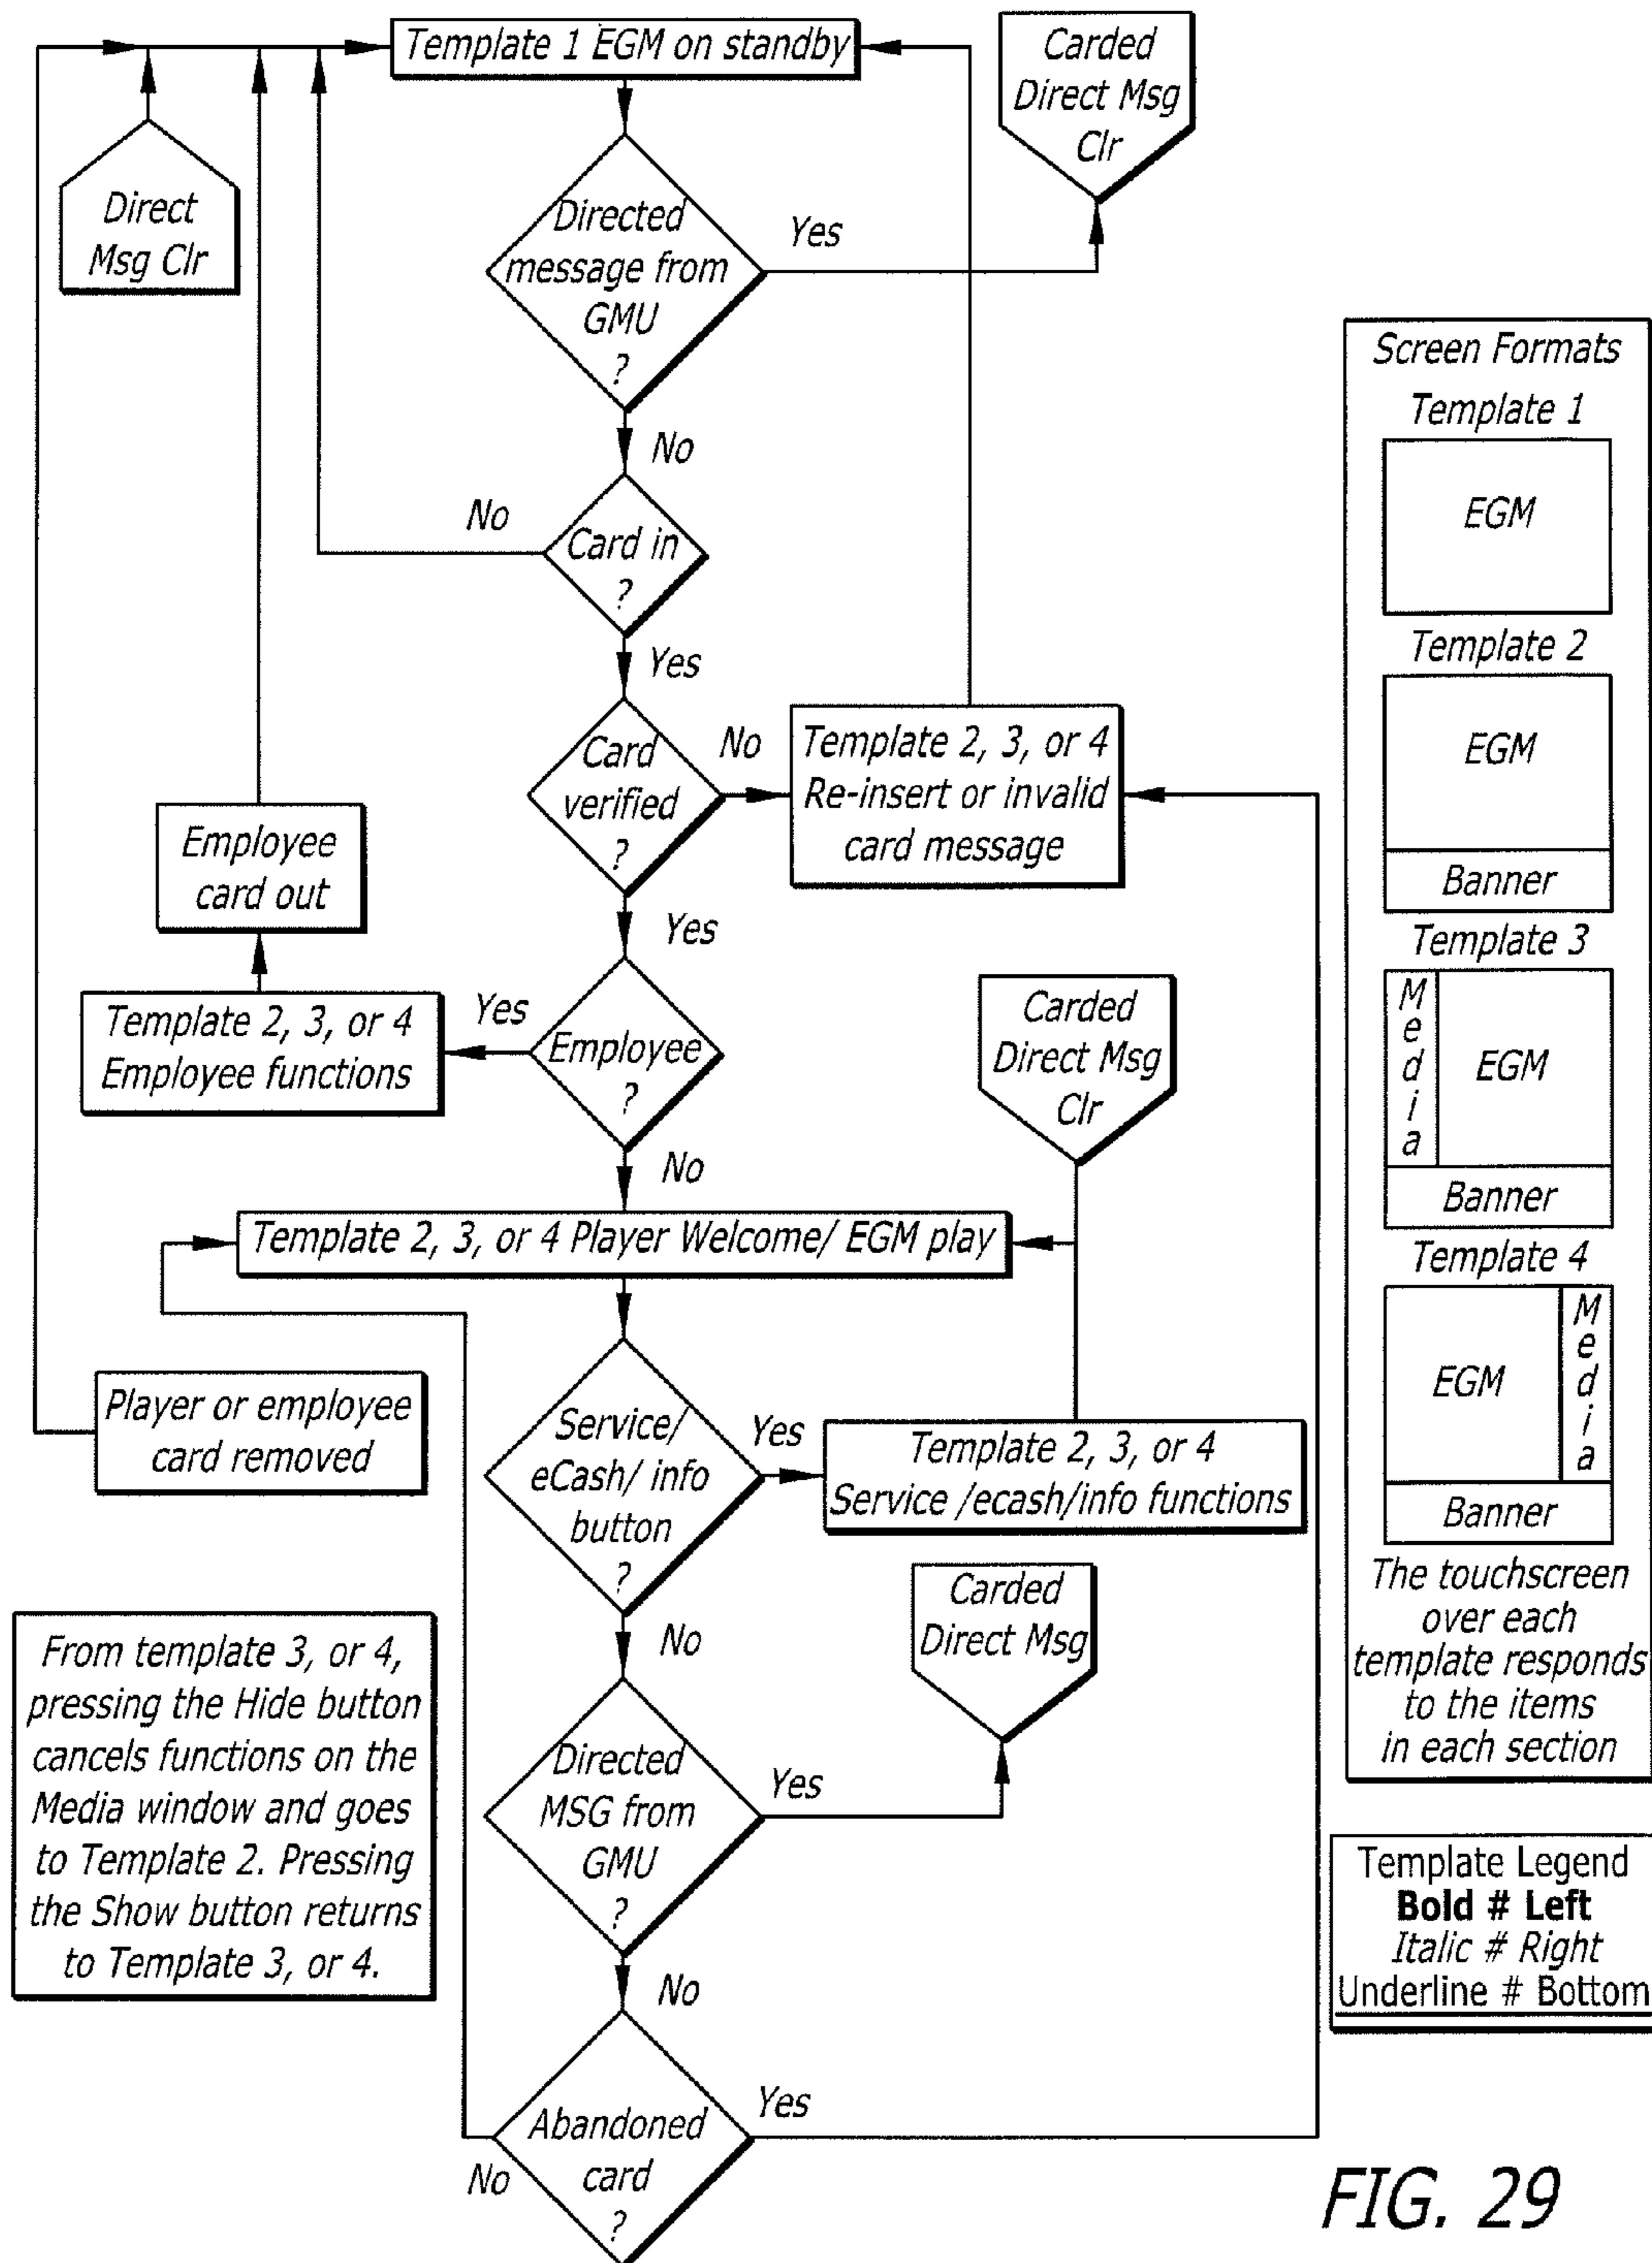 Template 1 EGM on standby
Carded
Direct Msg
Clr
Direct
Msg Clr
Directed
message from
GMU
?
Yes
No
Card in
?
No
Yes
Card
verified
?
No
Template 2, 3, or 4
Re-insert or invalid
card message
Yes
Employee
card out
Employee
?
Yes
Template 2, 3, or 4
Employee functions
No
Carded
Direct Msg
Clr
Template 2, 3, or 4 Player Welcome/ EGM play
Player or employee
card removed
Service/
eCash/ info
button
?
Yes
Template 2, 3, or 4
Service /ecash/info functions
No
Carded
Direct Msg
Directed
MSG from
GMU
?
Yes
No
Abandoned
card
?
Yes
No
From template 3, or 4,
pressing the Hide button
cancels functions on the
Media window and goes
to Template 2. Pressing
the Show button returns
to Template 3, or 4.
Screen Formats
Template 1
EGM
Template 2
EGM
Banner
Template 3
Media
EGM
Banner
Template 4
EGM
Media
Banner
The touchscreen
over each
template responds
to the items
in each section
Template Legend
Bold # Left
Italic # Right
Underline # Bottom
FIG. 29